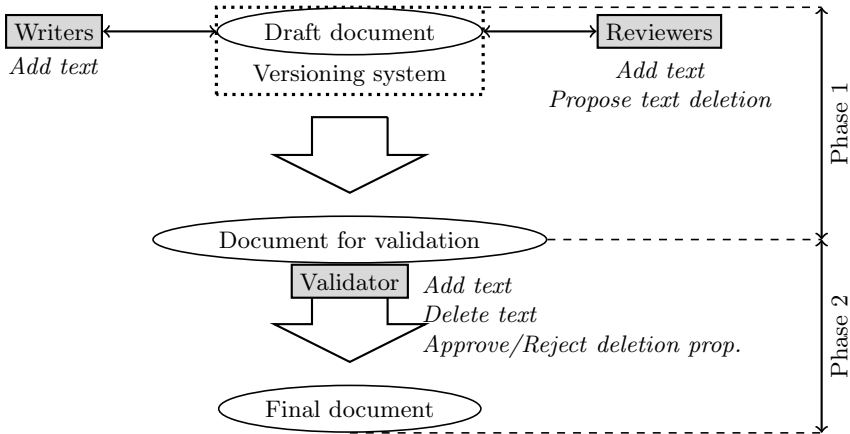 Writers
Draft document
Reviewers
Add text
Versioning system
Add text
Propose text deletion
Phase 1
Document for validation
Validator
Add text
Delete text
Approve/Reject deletion prop.
Phase 2
Final document